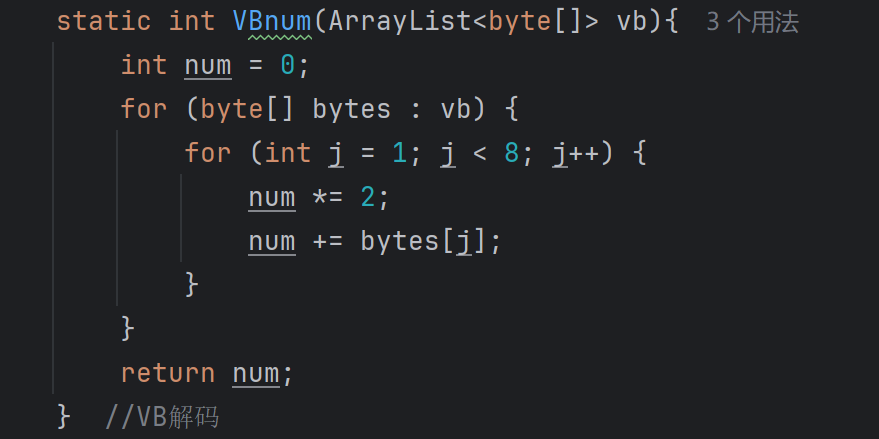 static int VBnum(ArrayList<byte[]> vb){ 3 个用法
int num = 0;
for (byte[] bytes : vb) {
for (int j = 1; j < 8; j++) {
num *= 2;
num += bytes[j];
}
}
return num;
} //VB解码